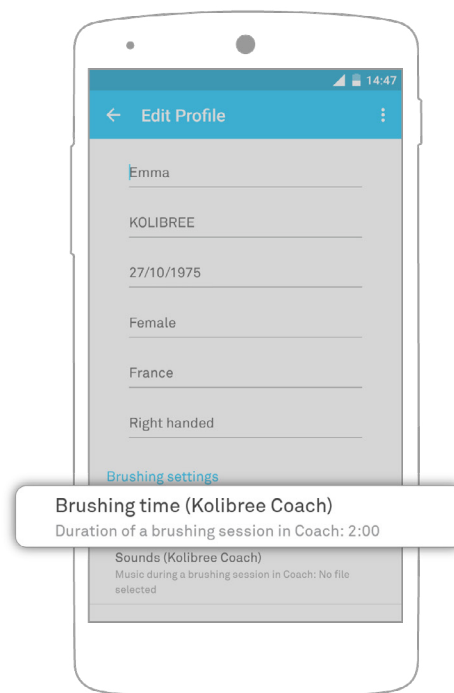 14:47
Edit Profile
Emma
KOLIBREE
27/10/1975
Female
France
Right handed
Brushing settings
Brushing time (Kolibree Coach)
Duration of a brushing session in Coach: 2:00
Sounds (Kolibree Coach)
Music during a brushing session in Coach: No file
selected